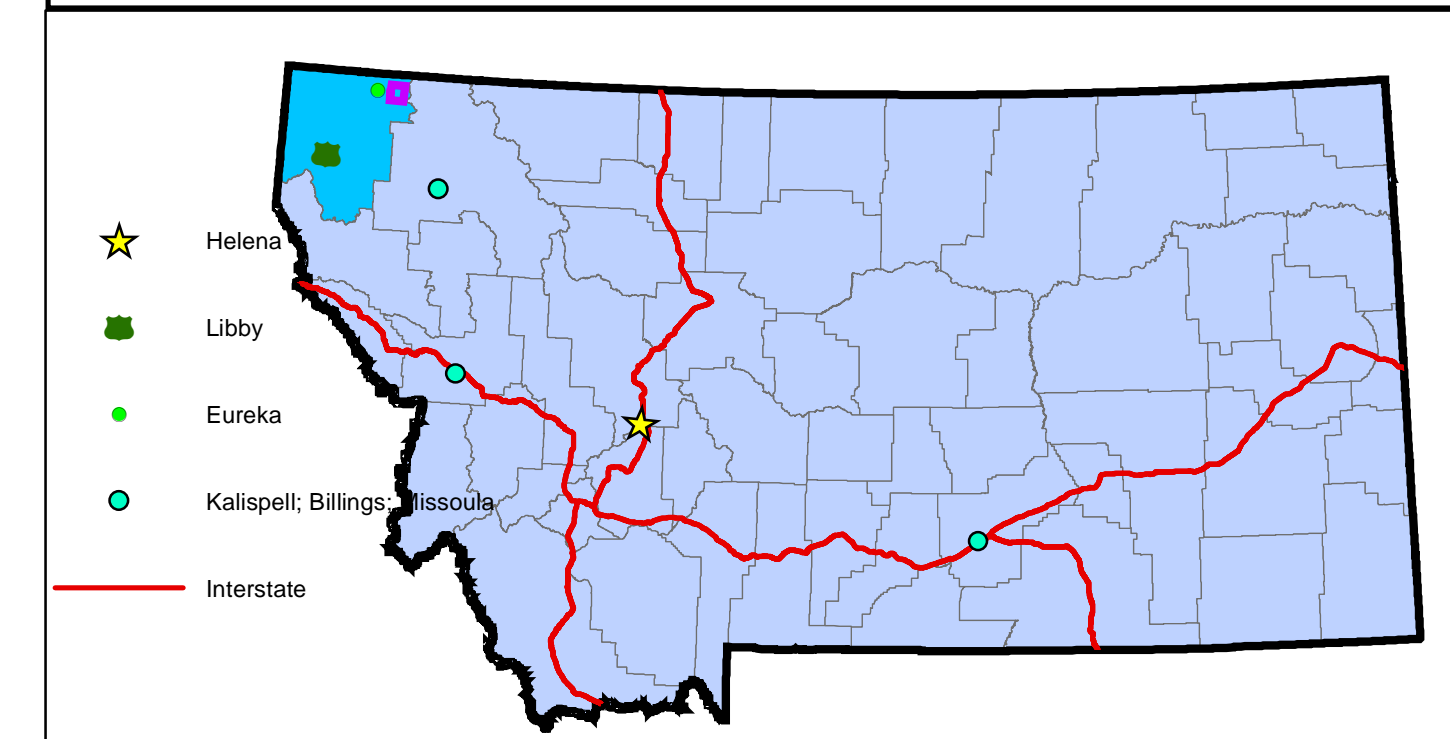 Helena
Libby
Eureka
Kalispell; Billings; Missoula
Interstate